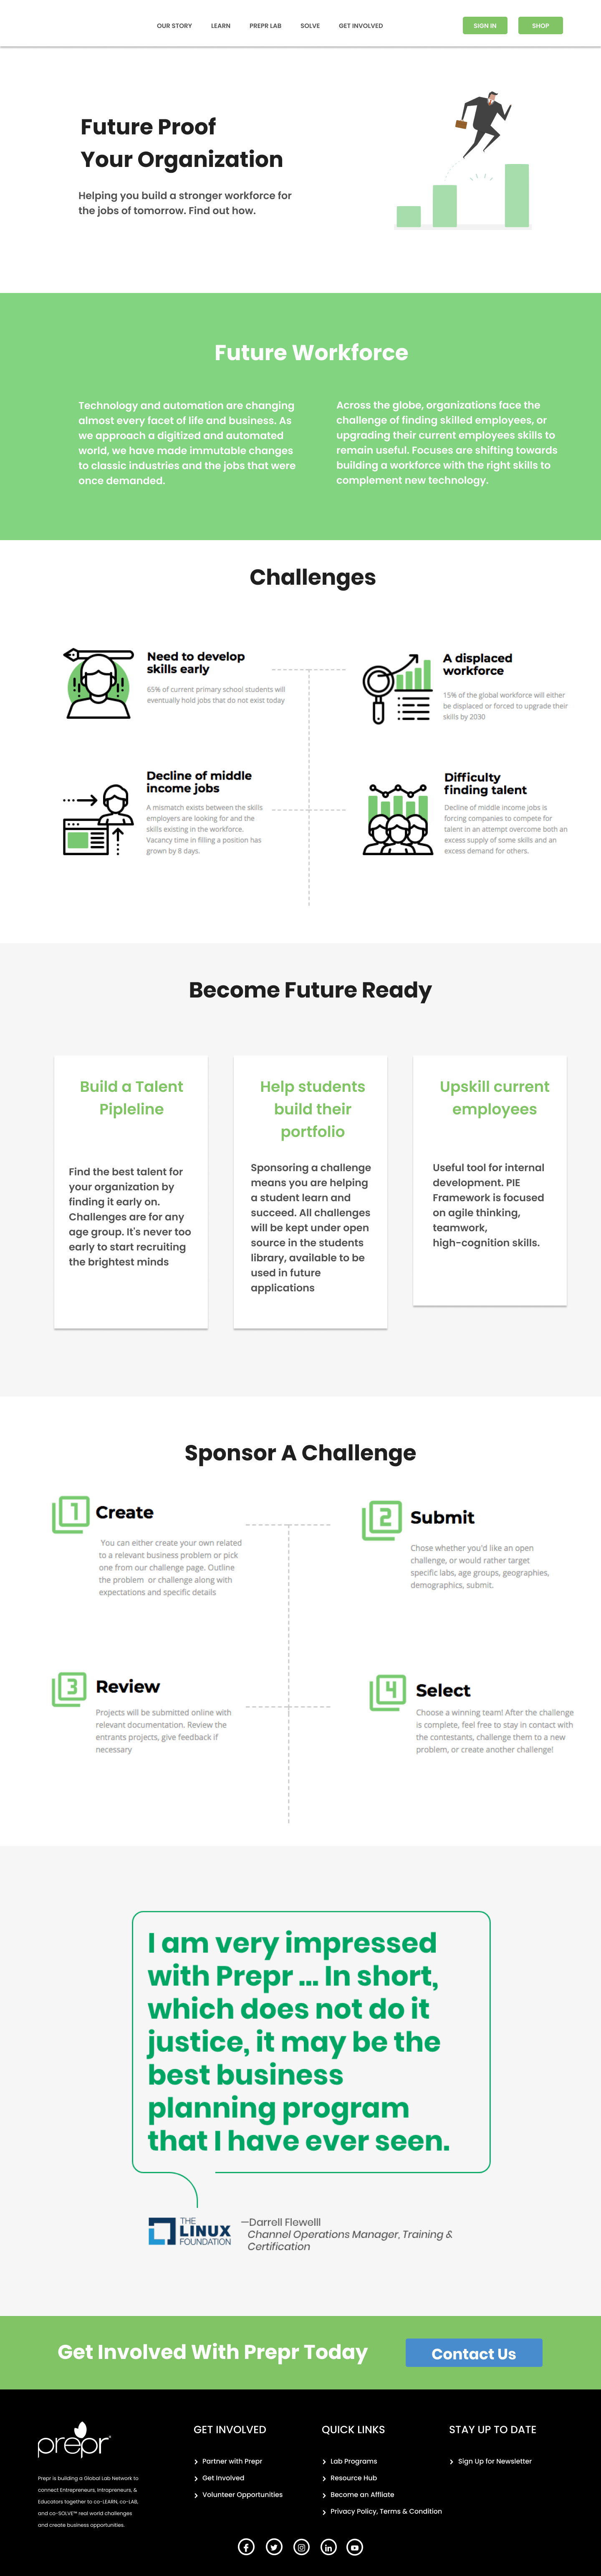 OUR STORY LEARN PREPR LAB SOLVE GET INVOLVED SIGN IN SHOP
Future Proof
Your Organization
Helping you build a stronger workforce for
the jobs of tomorrow. Find out how.
Future Workforce
Technology and automation are changing
almost every facet of life and business. As
we approach a digitized and automated
world, we have made immutable changes
to classic industries and the jobs that were
once demanded.
Across the globe, organizations face the
challenge of finding skilled employees, or
upgrading their current employees skills to
remain useful. Focuses are shifting towards
building a workforce with the right skills to
complement new technology.
Challenges
Need to develop
skills early
65% of current primary school students will
eventually hold jobs that do not exist today
A displaced
workforce
15% of the global workforce will either
be displaced or forced to upgrade their
skills by 2030
Decline of middle
income jobs
A mismatch exists between the skills
employers are looking for and the
skills existing in the workforce.
Vacancy time in filling a position has
grown by 8 days.
Difficulty
finding talent
Decline of middle income jobs is
forcing companies to compete for
talent in an attempt overcome both an
excess supply of some skills and an
excess demand for others.
Become Future Ready
Build a Talent
Pipleline
Find the best talent for
your organization by
finding it early on.
Challenges are for any
age group. It's never too
early to start recruiting
the brightest minds
Help students
build their
portfolio
Sponsoring a challenge
means you are helping
a student learn and
succeed. All challenges
will be kept under open
source in the students
library, available to be
used in future
applications
Upskill current
employees
Useful tool for internal
development. PIE
Framework is focused
on agile thinking,
teamwork,
high-cognition skills.
Sponsor A Challenge
1 Create
You can either create your own related
to a relevant business problem or pick
one from our challenge page. Outline
the problem or challenge along with
expectations and specific details
2 Submit
Chose whether you'd like an open
challenge, or would rather target
specific labs, age groups, geographies,
demographics, submit.
3 Review
Projects will be submitted online with
relevant documentation. Review the
entrants projects, give feedback if
necessary
4 Select
Choose a winning team! After the challenge
is complete, feel free to stay in contact with
the contestants, challenge them to a new
problem, or create another challenge!
I am very impressed
with Prepr ... In short,
which does not do it
justice, it may be the
best business
planning program
that I have ever seen.
THE
LINUX
FOUNDATION
—Darrell Flewelll
Channel Operations Manager, Training &
Certification
Get Involved With Prepr Today
Contact Us
prepr
Prepr is building a Global Lab Network to
connect Entrepreneurs, Intrapreneurs, &
Educators together to co-LEARN, co-LAB,
and co-SOLVE™ real world challenges
and create business opportunities.
GET INVOLVED
Partner with Prepr
Get Involved
Volunteer Opportunities
QUICK LINKS
Lab Programs
Resource Hub
Become an Affliate
Privacy Policy, Terms & Condition
STAY UP TO DATE
Sign Up for Newsletter